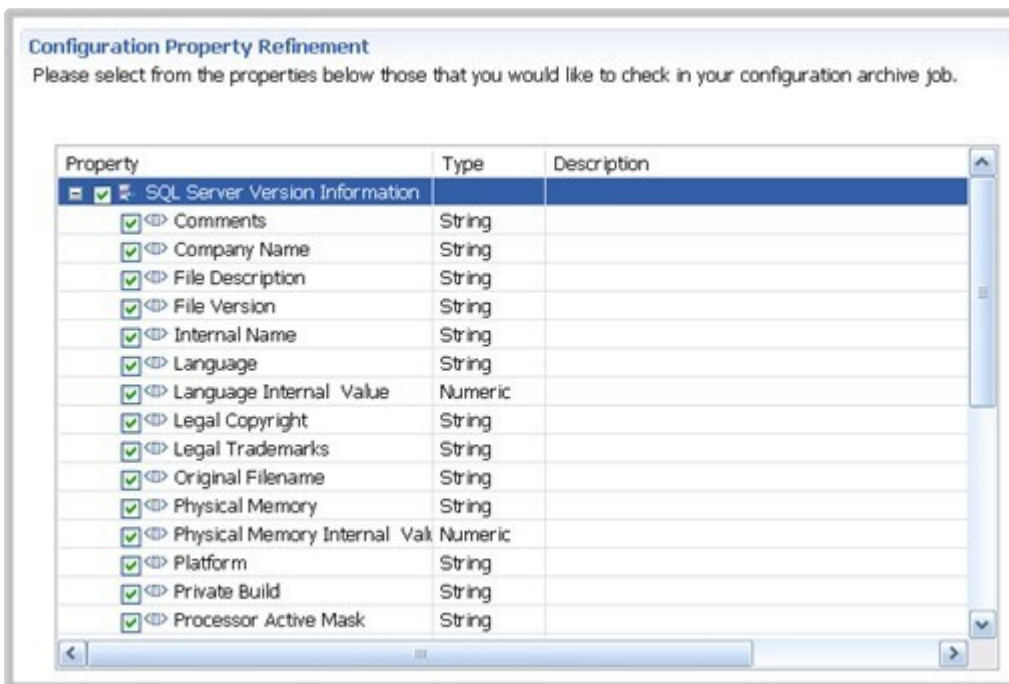 Configuration Property Refinement
Please select from the properties below those that you would like to check in your configuration archive job.
Property Type Description
SQL Server Version Information
Comments String
Company Name String
File Description String
File Version String
Internal Name String
Language String
Language Internal Value Numeric
Legal Copyright String
Legal Trademarks String
Original Filename String
Physical Memory String
Physical Memory Internal Valu Numeric
Platform String
Private Build String
Processor Active Mask String